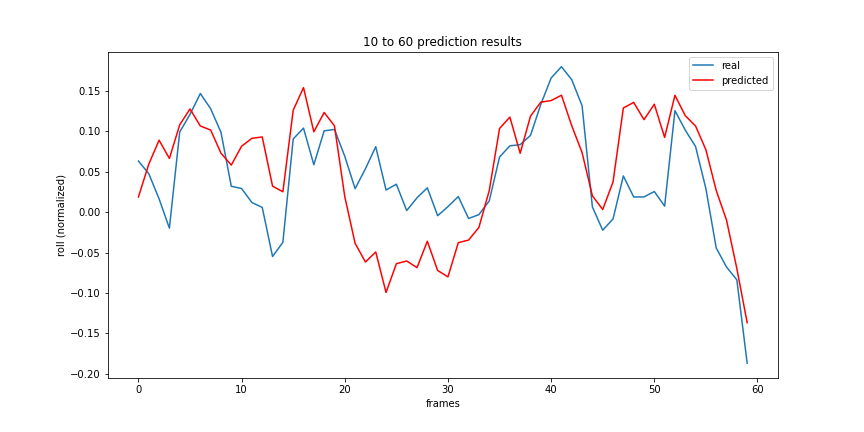 10 to 60 prediction results
real
predicted
roll (normalized)
0.15
0.10
0.05
0.00
−0.05
−0.10
−0.15
−0.20
0 10 20 30 40 50 60
frames